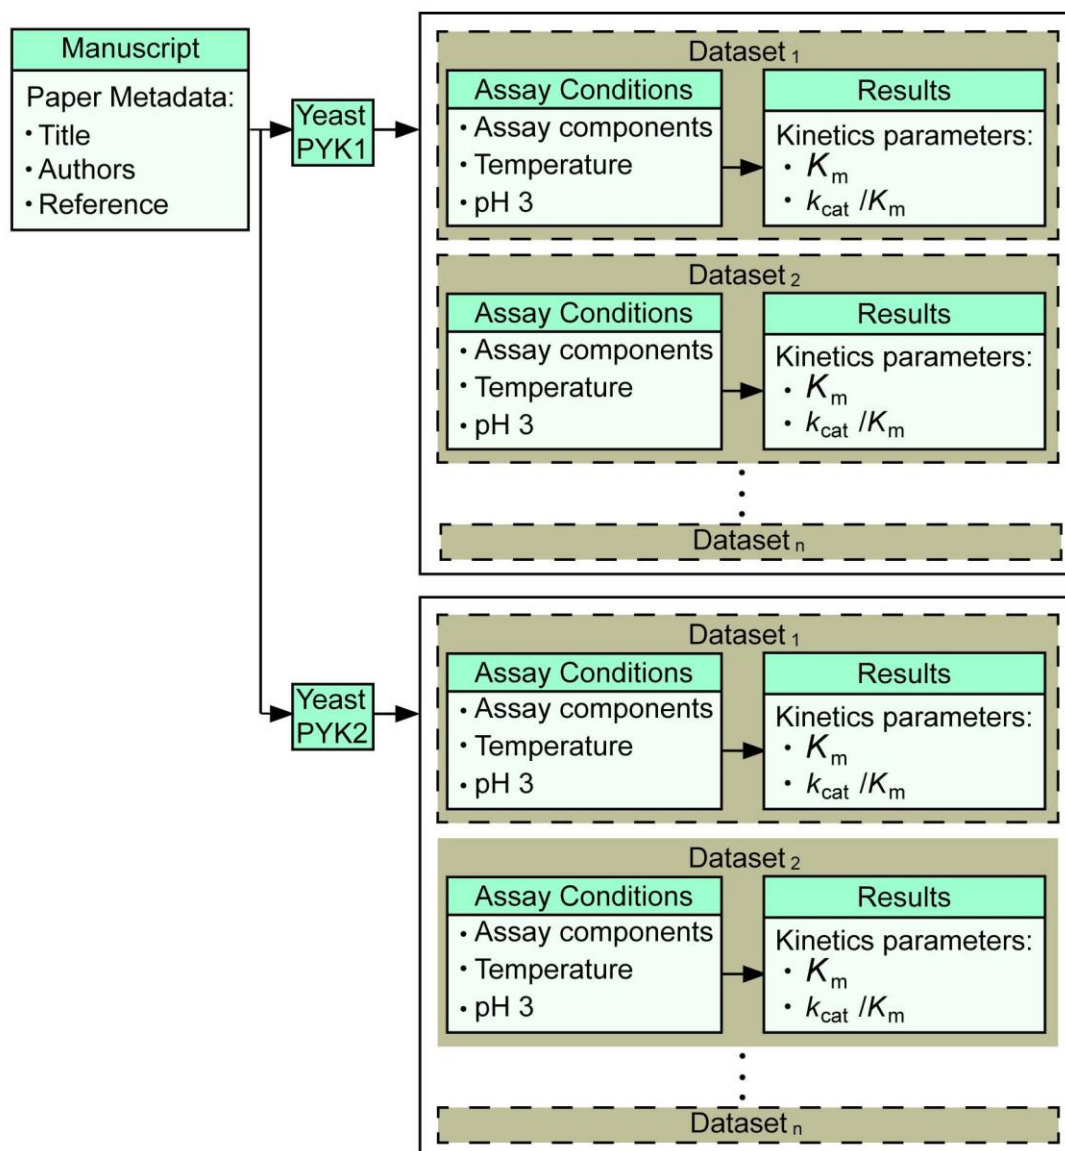 Manuscript
Paper Metadata:
• Title
• Authors
• Reference
Yeast
PYK1
Dataset 1
Assay Conditions
• Assay components
• Temperature
• pH 3
Results
Kinetics parameters:
• Km
• kcat /Km
Dataset 2
Assay Conditions
• Assay components
• Temperature
• pH 3
Results
Kinetics parameters:
• Km
• kcat /Km
Dataset n
Yeast
PYK2
Dataset 1
Assay Conditions
• Assay components
• Temperature
• pH 3
Results
Kinetics parameters:
• Km
• kcat /Km
Dataset 2
Assay Conditions
• Assay components
• Temperature
• pH 3
Results
Kinetics parameters:
• Km
• kcat /Km
Dataset n